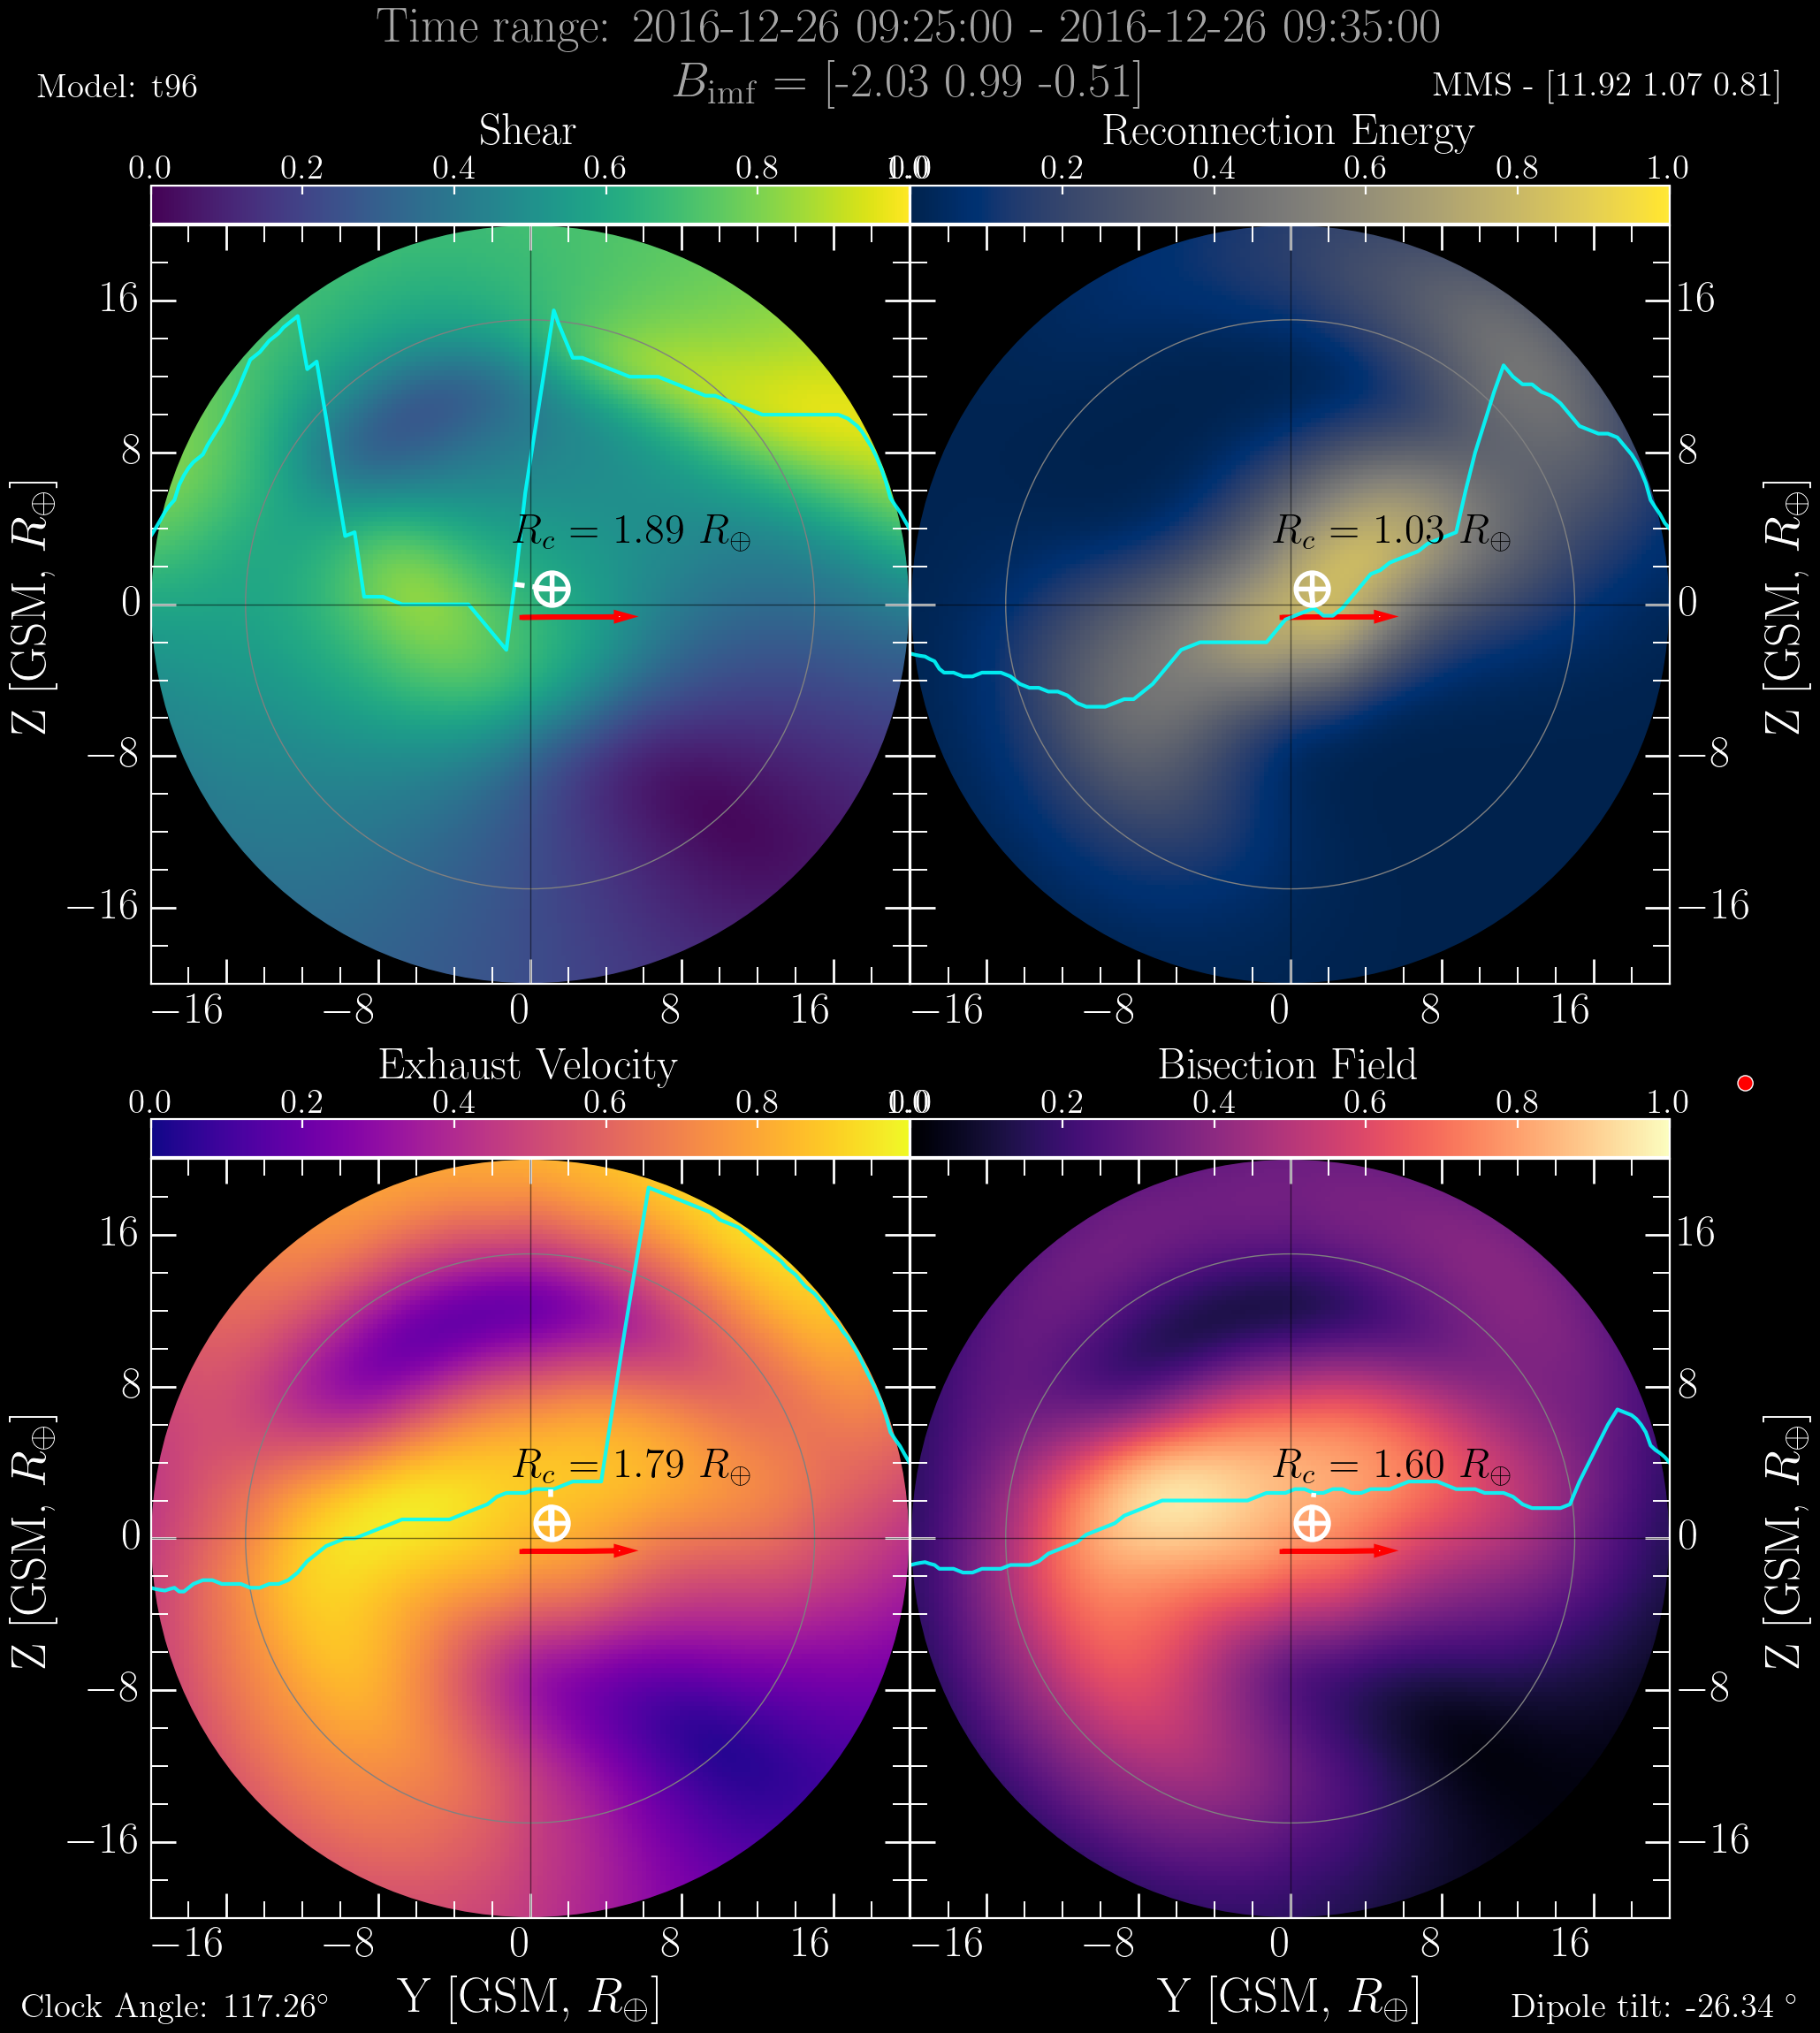 Time range: 2016-12-26 09:25:00 - 2016-12-26 09:35:00
Model: t96
B_imf = [-2.03 0.99 -0.51]
MMS - [11.92 1.07 0.81]
Shear
Reconnection Energy
0.0 0.2 0.4 0.6 0.8 1.0
0.0 0.2 0.4 0.6 0.8 1.0
16
8
0
−8
−16
Z [GSM, R⊕]
R_c = 1.89 R⊕
R_c = 1.03 R⊕
16
8
0
−8
−16
Z [GSM, R⊕]
−16 −8 0 8 16
−16 −8 0 8 16
Exhaust Velocity
Bisection Field
0.0 0.2 0.4 0.6 0.8 1.0
0.0 0.2 0.4 0.6 0.8 1.0
16
8
0
−8
−16
Z [GSM, R⊕]
R_c = 1.79 R⊕
R_c = 1.60 R⊕
16
8
0
−8
−16
Z [GSM, R⊕]
−16 −8 0 8 16
−16 −8 0 8 16
Y [GSM, R⊕]
Y [GSM, R⊕]
Clock Angle: 117.26°
Dipole tilt: -26.34 °